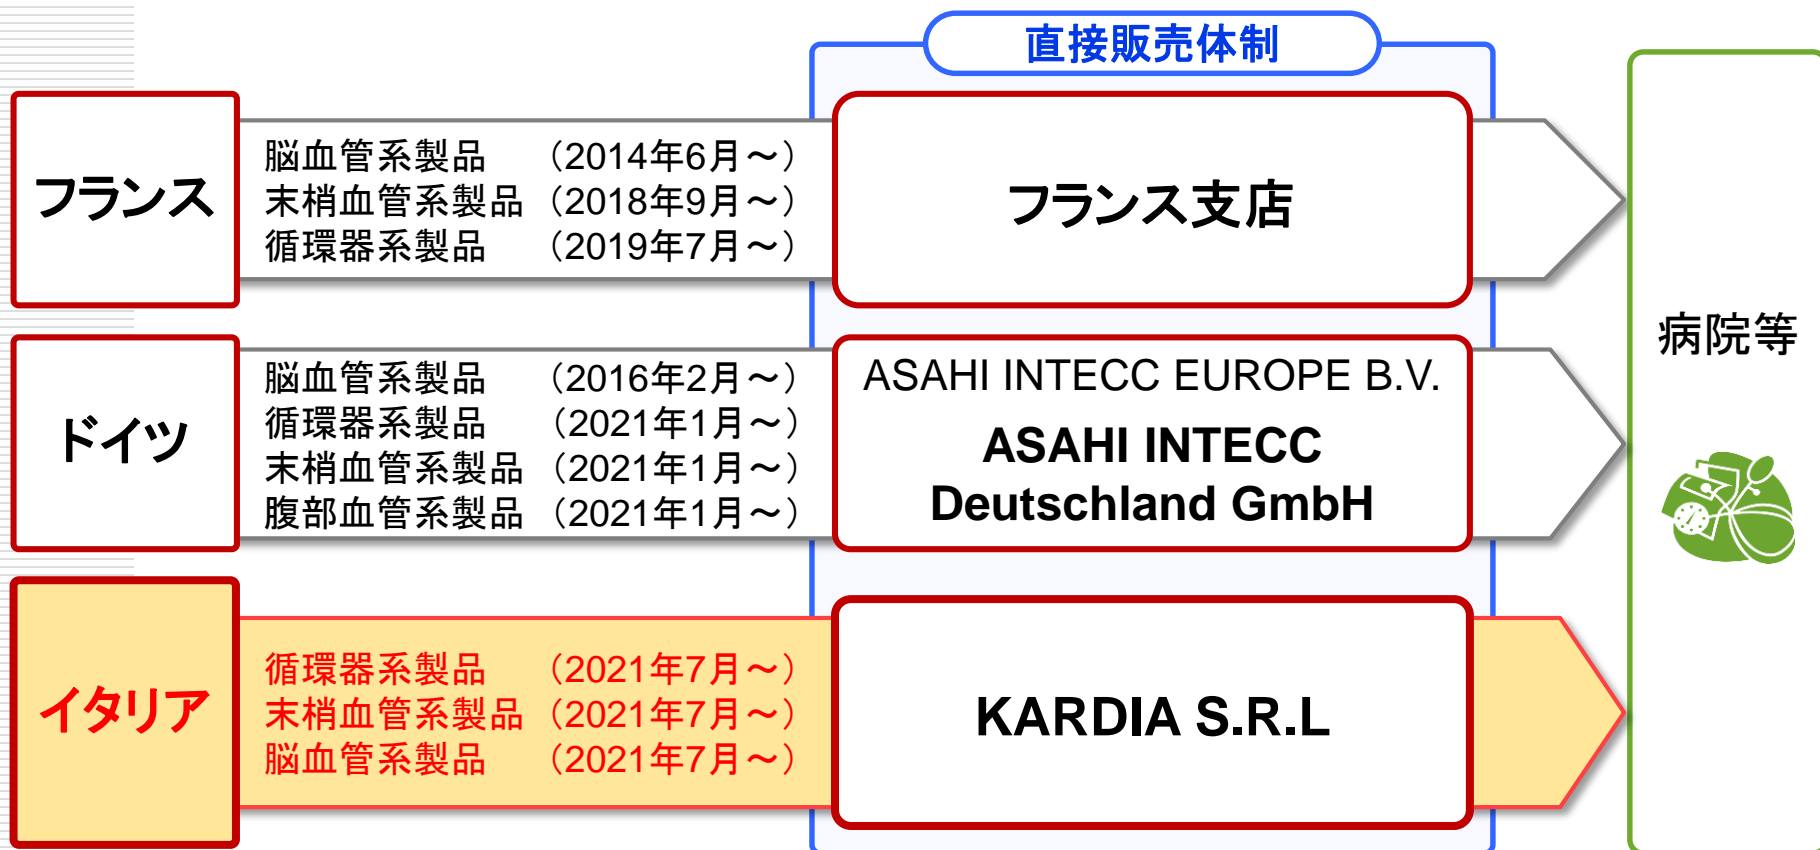 直接販売体制
フランス
脳血管系製品 （2014年6月～）
末梢血管系製品 （2018年9月～）
循環器系製品 （2019年7月～）
フランス支店
ドイツ
脳血管系製品 （2016年2月～）
循環器系製品 （2021年1月～）
末梢血管系製品 （2021年1月～）
腹部血管系製品 （2021年1月～）
ASAHI INTECC EUROPE B.V.
ASAHI INTECC
Deutschland GmbH
イタリア
循環器系製品 （2021年7月～）
末梢血管系製品 （2021年7月～）
脳血管系製品 （2021年7月～）
KARDIA S.R.L
病院等